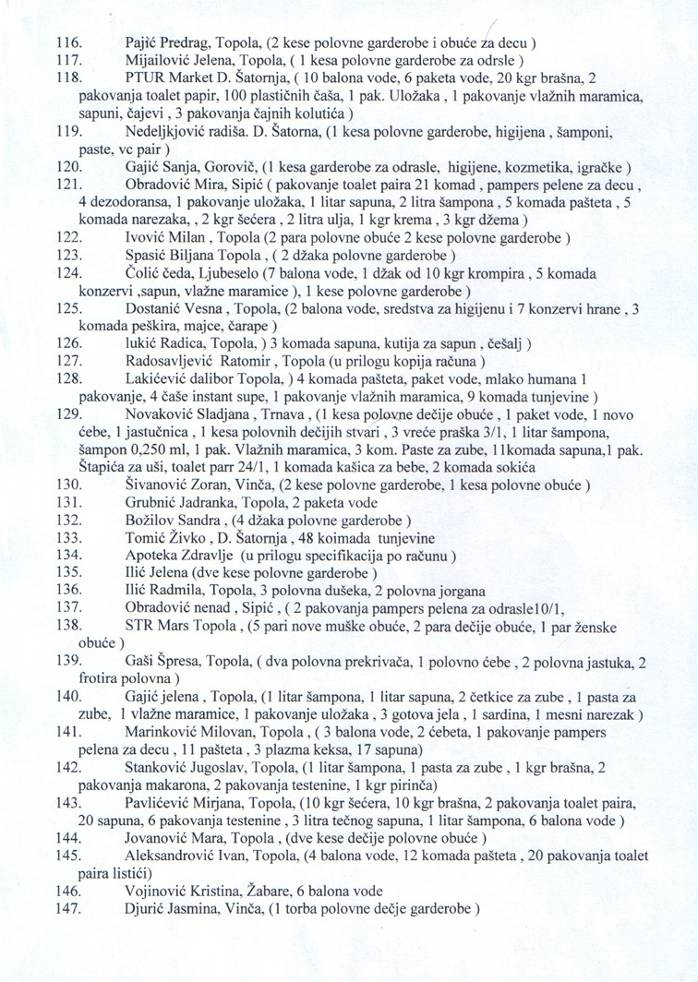 116. Pajić Predrag, Topola, (2 kese polovne garderobe i obuće za decu )
117. Mijailović Jelena, Topola, ( 1 kesa polovne garderobe za odrsle )
118. PTUR Market D. Šatornja, ( 10 balona vode, 6 paketa vode, 20 kgr brašna, 2
pakovanja toalet papir, 100 plastičnih čaša, 1 pak. Uložaka , 1 pakovanje vlažnih maramica,
sapuni, čajevi , 3 pakovanja čajnih kolutića )
119. Nedeljkjović radiša. D. Šatorna, (1 kesa polovne garderobe, higijena , šamponi,
paste, vc pair )
120. Gajić Sanja, Gorovič, (1 kesa garderobe za odrasle, higijene, kozmetika, igračke )
121. Obradović Mira, Sipić ( pakovanje toalet paira 21 komad , pampers pelene za decu ,
4 dezodoransa, 1 pakovanje uložaka, 1 litar sapuna, 2 litra šampona , 5 komada pašteta , 5
komada narezaka, , 2 kgr šećera , 2 litra ulja, 1 kgr krema , 3 kgr džema )
122. Ivović Milan , Topola (2 para polovne obuće 2 kese polovne garderobe )
123. Spasić Biljana Topola , ( 2 džaka polovne garderobe )
124. Čolić čeda, Ljubeselo (7 balona vode, 1 džak od 10 kgr krompira , 5 komada
konzervi ,sapun, vlažne maramice ), 1 kese polovne garderobe )
125. Dostanić Vesna , Topola, (2 balona vode, sredstva za higijenu i 7 konzervi hrane , 3
komada peškira, majce, čarape )
126. lukić Radica, Topola, ) 3 komada sapuna, kutija za sapun , češalj )
127. Radosavljević Ratomir , Topola (u prilogu kopija računa )
128. Lakićević dalibor Topola, ) 4 komada pašteta, paket vode, mlako humana 1
pakovanje, 4 čaše instant supe, 1 pakovanje vlažnih maramica, 9 komada tunjevine )
129. Novaković Sladjana , Trnava , (1 kesa polovne dečije obuće , 1 paket vode, 1 novo
ćebe, 1 jastučnica , 1 kesa polovnih dečijih stvari , 3 vreće praška 3/1, 1 litar šampona,
šampon 0,250 ml, 1 pak. Vlažnih maramica, 3 kom. Paste za zube, 11komada sapuna,1 pak.
Štapića za uši, toalet parr 24/1, 1 komada kašica za bebe, 2 komada sokića
130. Šivanović Zoran, Vinča, (2 kese polovne garderobe, 1 kesa polovne obuće )
131. Grubnić Jadranka, Topola, 2 paketa vode
132. Božilov Sandra , (4 džaka polovne garderobe )
133. Tomić Živko , D. Šatornja , 48 koimada tunjevine
134. Apoteka Zdravlje (u prilogu specifikacija po računu )
135. Ilić Jelena (dve kese polovne garderobe )
136. Ilić Radmila, Topola, 3 polovna dušeka, 2 polovna jorgana
137. Obradović nenad , Sipić , ( 2 pakovanja pampers pelena za odrasle10/1,
138. STR Mars Topola , (5 pari nove muške obuće, 2 para dečije obuće, 1 par ženske
obuće )
139. Gaši Špresa, Topola, ( dva polovna prekrivača, 1 polovno ćebe , 2 polovna jastuka, 2
frotira polovna )
140. Gajić jelena , Topola, (1 litar šampona, 1 litar sapuna, 2 četkice za zube , 1 pasta za
zube, 1 vlažne maramice, 1 pakovanje uložaka , 3 gotova jela , 1 sardina, 1 mesni narezak )
141. Marinković Milovan, Topola , ( 3 balona vode, 2 ćebeta, 1 pakovanje pampers
pelena za decu , 11 pašteta , 3 plazma keksa, 17 sapuna)
142. Stanković Jugoslav, Topola, (1 litar šampona, 1 pasta za zube , 1 kgr brašna, 2
pakovanja makarona, 2 pakovanja testenine, 1 kgr pirinča)
143. Pavlićević Mirjana, Topola, (10 kgr šećera, 10 kgr brašna, 2 pakovanja toalet paira,
20 sapuna, 6 pakovanja testenine , 3 litra tečnog sapuna, 1 litar šampona, 6 balona vode )
144. Jovanović Mara, Topola , (dve kese dečije polovne obuće )
145. Aleksandrović Ivan, Topola, (4 balona vode, 12 komada pašteta , 20 pakovanja toalet
paira listići)
146. Vojinović Kristina, Žabare, 6 balona vode
147. Djurić Jasmina, Vinča, (1 torba polovne dečje garderobe )